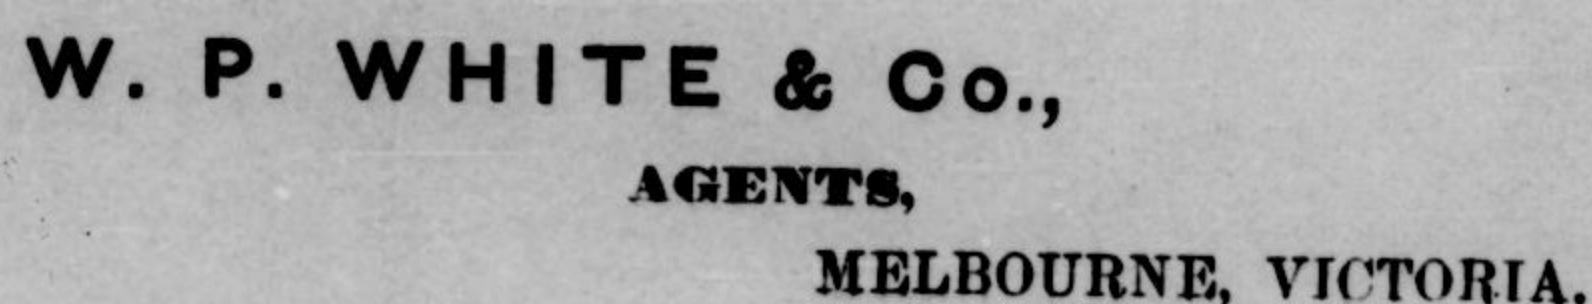 W. P. WHITE & Co.,
AGENTS,
MELBOURNE, VICTORIA.